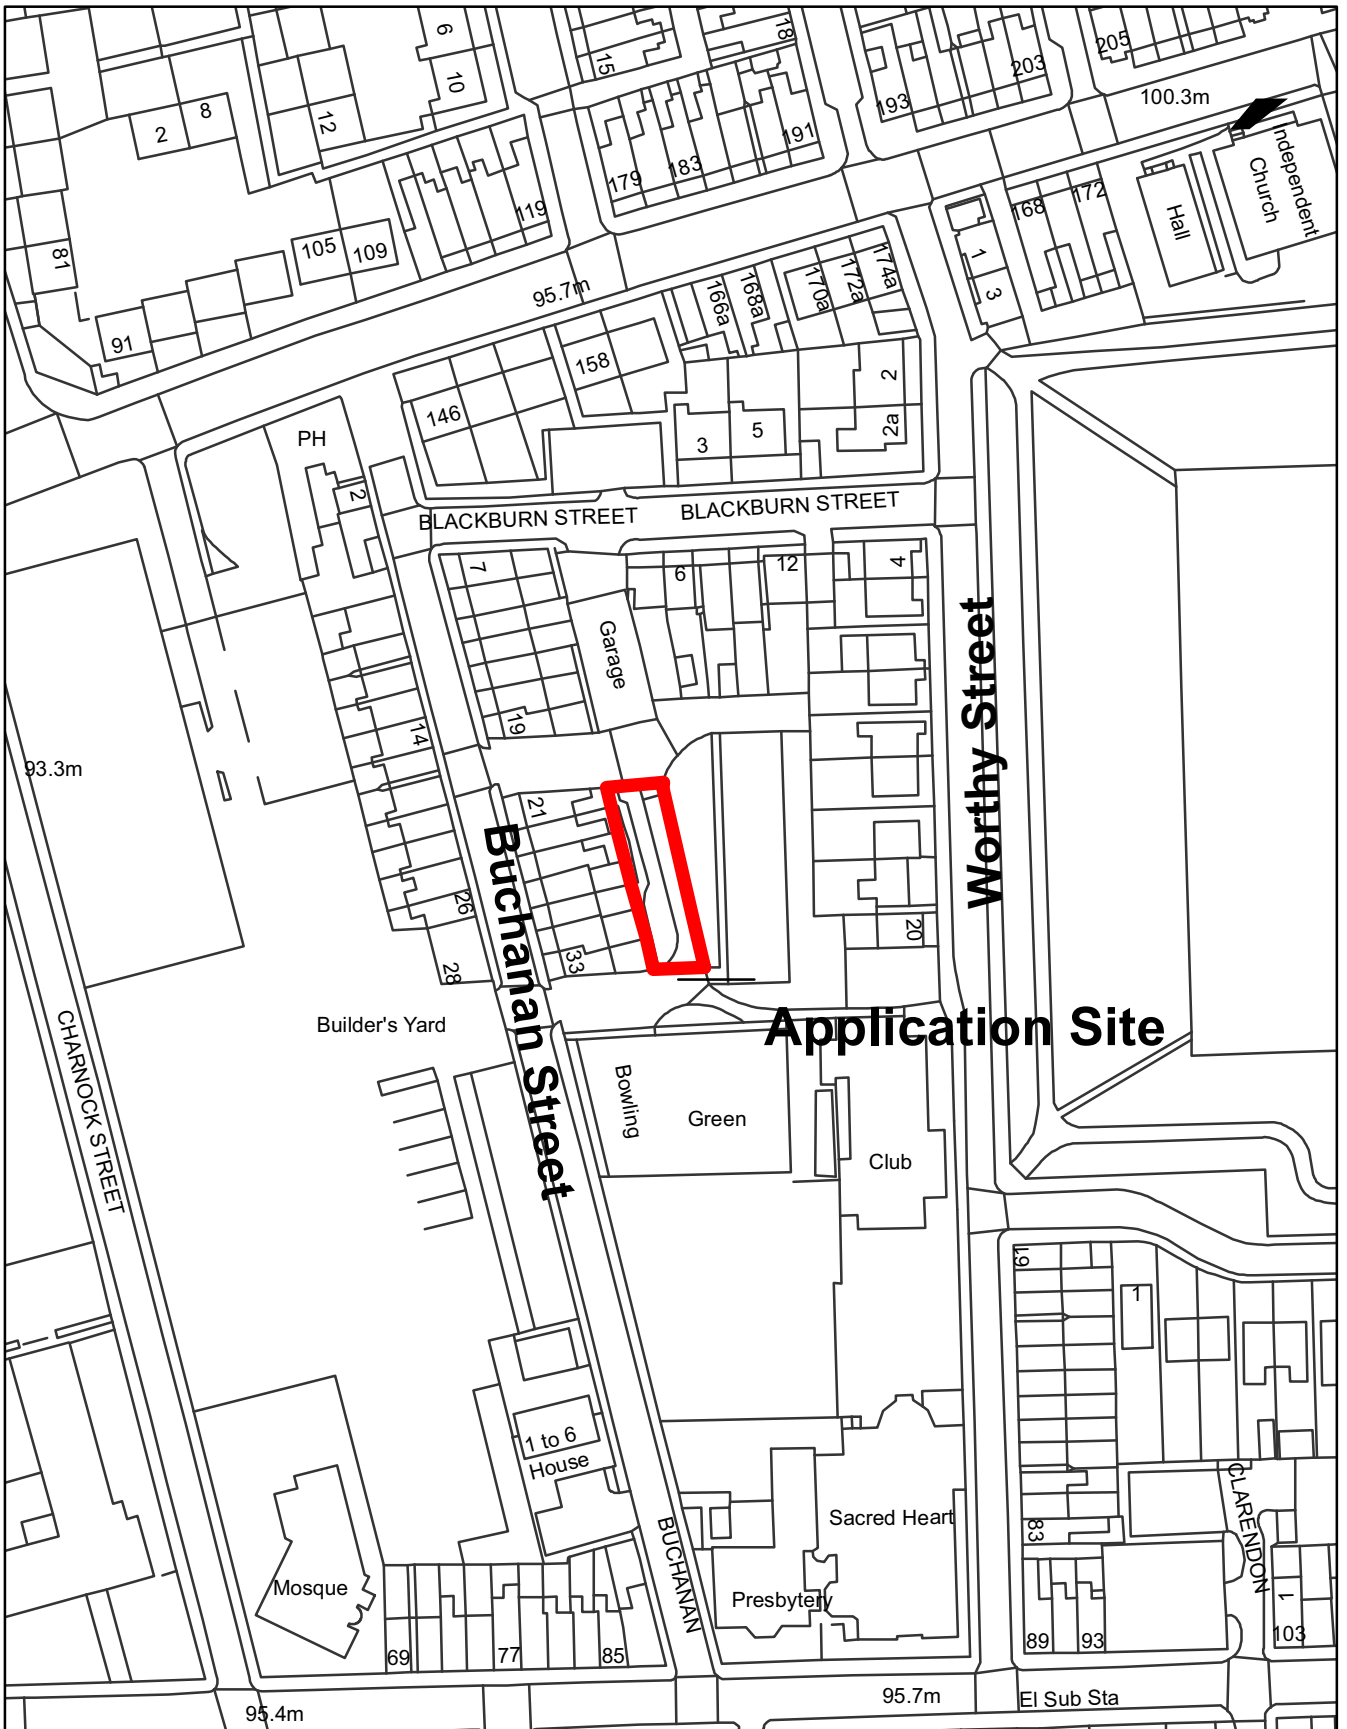 6
10
15
18
203
205
193
100.3m
2
8
12
179
183
191
119
Independent
Church
Hall
168
172
81
105
109
1
3
95.7m
166a
168a
170a
172a
174a
91
158
146
PH
2
3
5
2
2a
BLACKBURN STREET
BLACKBURN STREET
7
6
12
4
Garage
Worthy Street
19
14
93.3m
21
Buchanan Street
26
20
28
33
Builder's Yard
Application Site
CHARNOCK STREET
Bowling
Green
Club
61
1
1 to 6
House
CLARENDON
Sacred Heart
83
BUCHANAN
Mosque
Presbytery
1
69
77
85
89
93
103
95.4m
95.7m
El Sub Sta